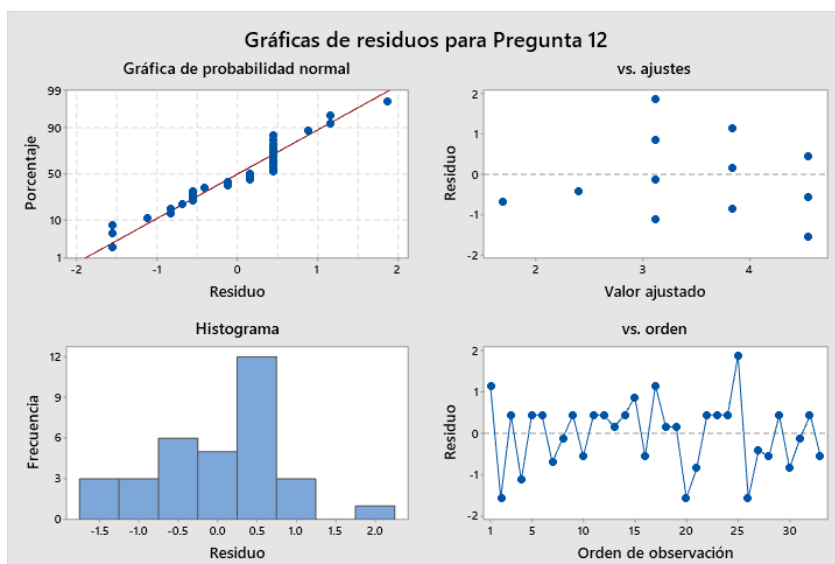 Gráficas de residuos para Pregunta 12
Gráfica de probabilidad normal
99
90
50
10
1
Porcentaje
-2 -1 0 1 2
Residuo
vs. ajustes
2
1
0
-1
-2
Residuo
2 3 4
Valor ajustado
Histograma
12
9
6
3
0
Frecuencia
-1.5 -1.0 -0.5 0.0 0.5 1.0 1.5 2.0
Residuo
vs. orden
2
1
0
-1
-2
Residuo
1 5 10 15 20 25 30
Orden de observación